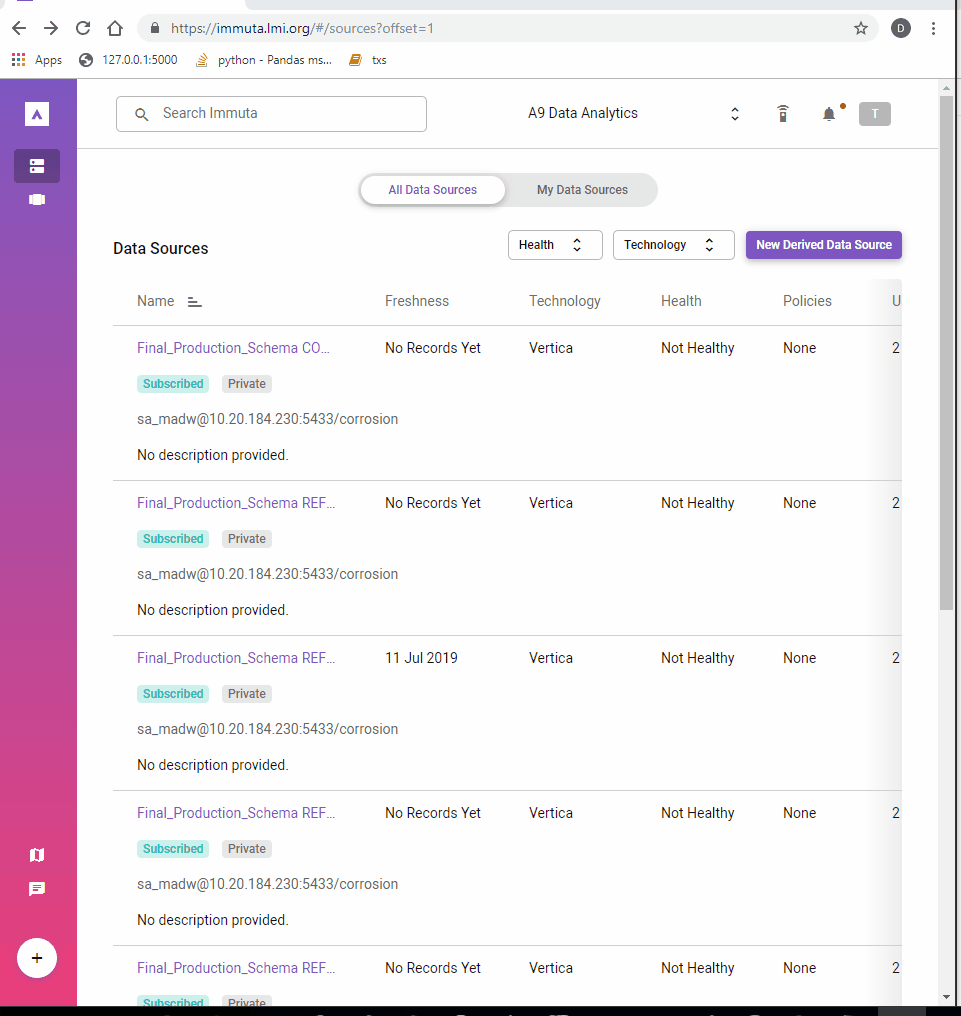 https://immuta.lmi.org/#/sources?offset=1
D
Apps 127.0.0.1:5000 python - Pandas ms... txs
Search Immuta A9 Data Analytics T
All Data Sources My Data Sources
Data Sources Health Technology New Derived Data Source
Name Freshness Technology Health Policies U
Final_Production_Schema CO... No Records Yet Vertica Not Healthy None 2
Subscribed Private
sa_madw@10.20.184.230:5433/corrosion
No description provided.
Final_Production_Schema REF... No Records Yet Vertica Not Healthy None 2
Subscribed Private
sa_madw@10.20.184.230:5433/corrosion
No description provided.
Final_Production_Schema REF... 11 Jul 2019 Vertica Not Healthy None 2
Subscribed Private
sa_madw@10.20.184.230:5433/corrosion
No description provided.
Final_Production_Schema REF... No Records Yet Vertica Not Healthy None 2
Subscribed Private
sa_madw@10.20.184.230:5433/corrosion
No description provided.
Final_Production_Schema REF... No Records Yet Vertica Not Healthy None 2
Subscribed Private